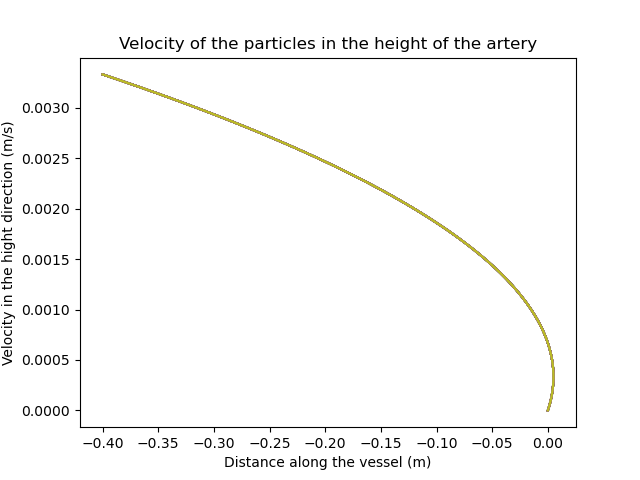 Velocity of the particles in the height of the artery
Velocity in the hight direction (m/s)
0.0030
0.0025
0.0020
0.0015
0.0010
0.0005
0.0000
−0.40 −0.35 −0.30 −0.25 −0.20 −0.15 −0.10 −0.05 0.00
Distance along the vessel (m)